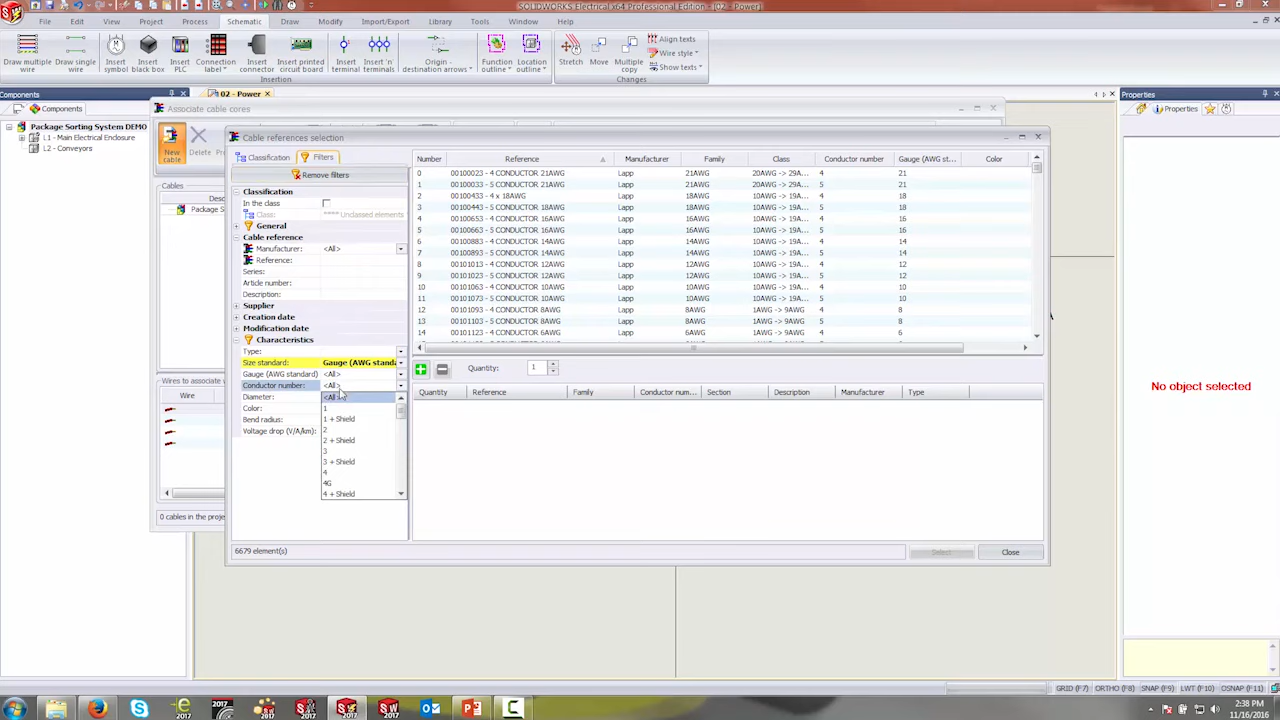 SOLIDWORKS Electrical x64 Professional Edition - [02 - Power]
File Edit View Project Process Schematic Draw Modify Import/Export Library Tools Window Help
Draw multiple wire
Draw single wire
Insert symbol
Insert black box
Insert PLC
Connection label
Insert connector
Insert printed circuit board
Insert terminal
Insert 'n' terminals
Origin - destination arrows
Function outline
Location outline
Stretch
Move
Multiple copy
Align texts
Wire style
Show texts
Insertion
Changes
Components
02 - Power
Properties
Components
Package Sorting System DEMO
L1 - Main Electrical Enclosure
L2 - Conveyors
Associate cable cores
New cable
Delete
Cables
Package S
Wires to associate
Wire
0 cables in the proje
Cable references selection
Classification
Filters
Remove filters
Classification
In the class
Class: **** Unclassed elements
General
Cable reference
Manufacturer: <All>
Reference:
Series:
Article number:
Description:
Supplier
Creation date
Modification date
Characteristics
Type:
Size standard: Gauge (AWG standa
Gauge (AWG standard) <All>
Conductor number: <All>
Diameter:
Color:
Bend radius:
Voltage drop (V/A/km):
<All>
1
1 + Shield
2
2 + Shield
3
3 + Shield
4
4G
4 + Shield
Number Reference Manufacturer Family Class Conductor number Gauge (AWG st... Color
0 00100023 - 4 CONDUCTOR 21AWG Lapp 21AWG 20AWG -> 29A... 4 21
1 00100033 - 5 CONDUCTOR 21AWG Lapp 21AWG 20AWG -> 29A... 5 21
2 00100433 - 4 x 18AWG Lapp 18AWG 10AWG -> 19A... 4 18
3 00100443 - 5 CONDUCTOR 18AWG Lapp 18AWG 10AWG -> 19A... 5 18
4 00100653 - 4 CONDUCTOR 16AWG Lapp 16AWG 10AWG -> 19A... 4 16
5 00100663 - 5 CONDUCTOR 16AWG Lapp 16AWG 10AWG -> 19A... 5 16
6 00100883 - 4 CONDUCTOR 14AWG Lapp 14AWG 10AWG -> 19A... 4 14
7 00100893 - 5 CONDUCTOR 14AWG Lapp 14AWG 10AWG -> 19A... 5 14
8 00101013 - 4 CONDUCTOR 12AWG Lapp 12AWG 10AWG -> 19A... 4 12
9 00101023 - 5 CONDUCTOR 12AWG Lapp 12AWG 10AWG -> 19A... 5 12
10 00101063 - 4 CONDUCTOR 10AWG Lapp 10AWG 10AWG -> 19A... 4 10
11 00101073 - 5 CONDUCTOR 10AWG Lapp 10AWG 10AWG -> 19A... 5 10
12 00101093 - 4 CONDUCTOR 8AWG Lapp 8AWG 1AWG -> 9AWG 4 8
13 00101103 - 5 CONDUCTOR 8AWG Lapp 8AWG 1AWG -> 9AWG 5 8
14 00101123 - 4 CONDUCTOR 6AWG Lapp 6AWG 1AWG -> 9AWG 4 6
Quantity: 1
Quantity Reference Family Conductor num... Section Description Manufacturer Type
6679 element(s)
Select
Close
Properties
No object selected
GRID (F7) ORTHO (F8) SNAP (F9) LWT (F10) OSNAP (F11)
2:38 PM
11/16/2016